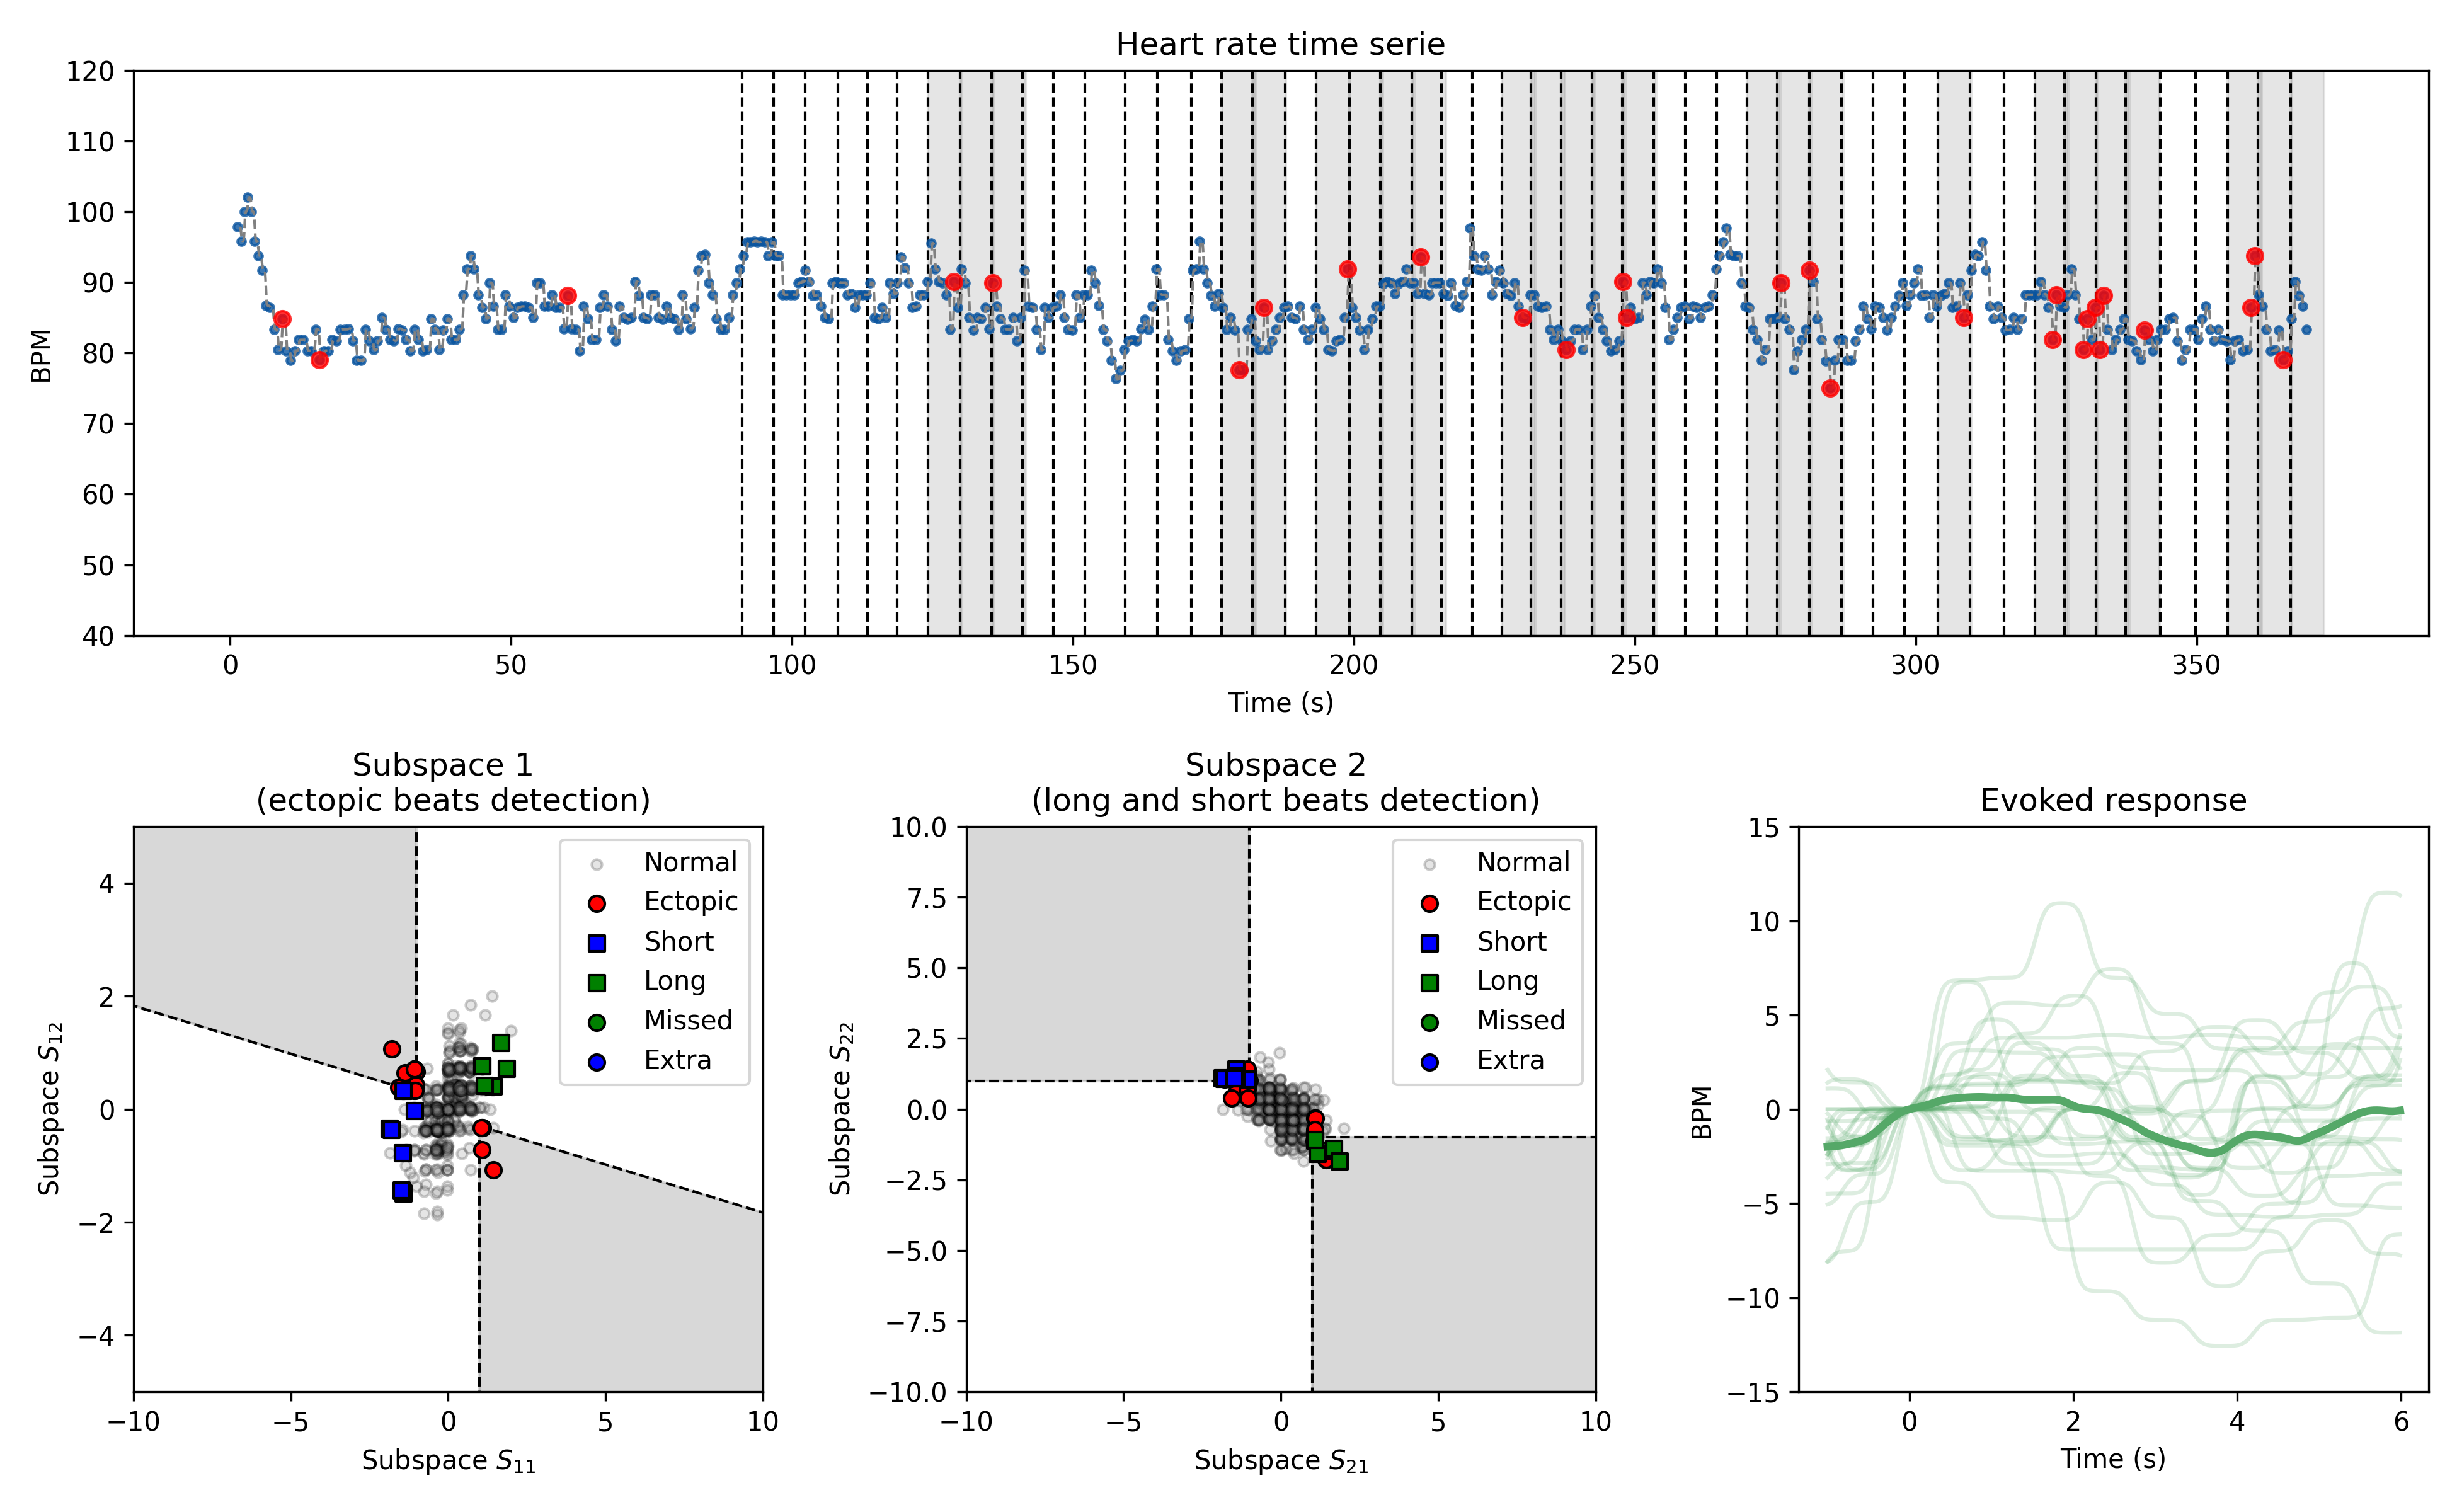 Heart rate time serie
120
110
100
90
80
70
60
50
40
BPM
0 50 100 150 200 250 300 350
Time (s)
Subspace 1
(ectopic beats detection)
4
2
0
−2
−4
Subspace S12
Normal
Ectopic
Short
Long
Missed
Extra
−10 −5 0 5 10
Subspace S11
Subspace 2
(long and short beats detection)
10.0
7.5
5.0
2.5
0.0
−2.5
−5.0
−7.5
−10.0
Subspace S22
Normal
Ectopic
Short
Long
Missed
Extra
−10 −5 0 5 10
Subspace S21
Evoked response
15
10
5
0
−5
−10
−15
BPM
0 2 4 6
Time (s)